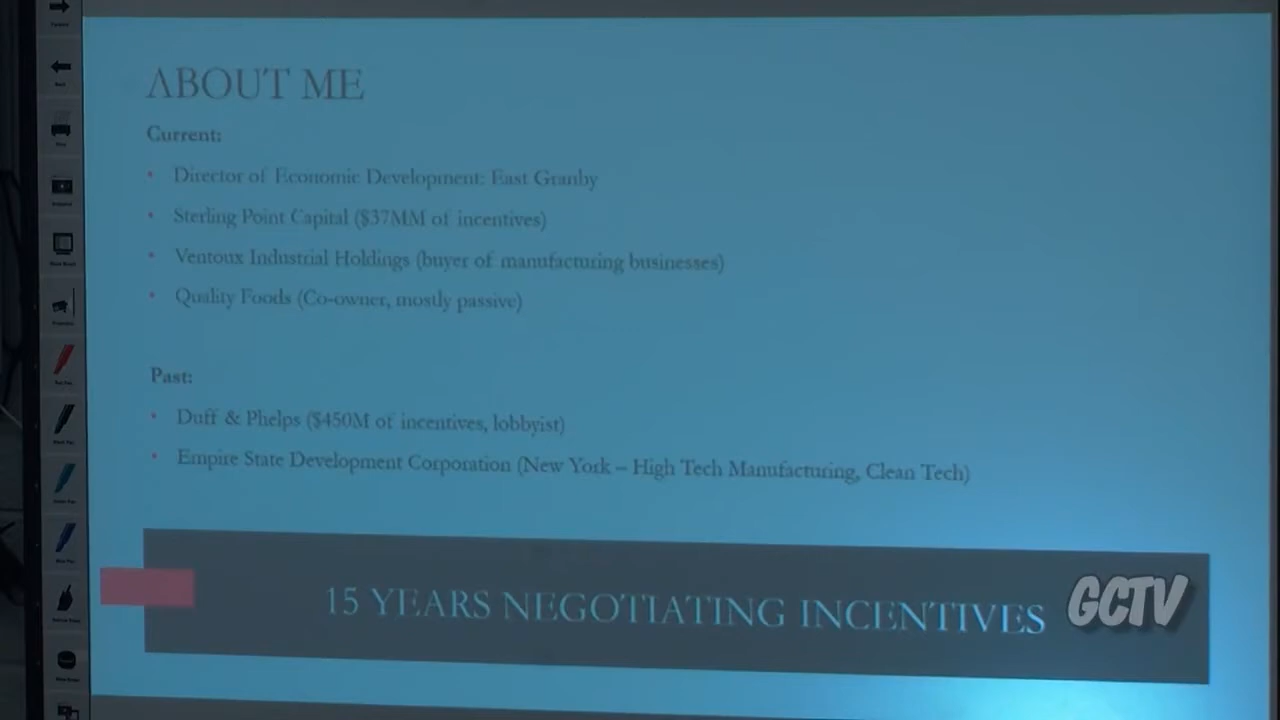 ABOUT ME
Current:
• Director of Economic Development: East Granby
• Sterling Point Capital ($37MM of incentives)
• Ventoux Industrial Holdings (buyer of manufacturing businesses)
• Quality Foods (Co-owner, mostly passive)
Past:
• Duff & Phelps ($450M of incentives, lobbyist)
• Empire State Development Corporation (New York – High Tech Manufacturing, Clean Tech)
15 YEARS NEGOTIATING INCENTIVES
GCTV